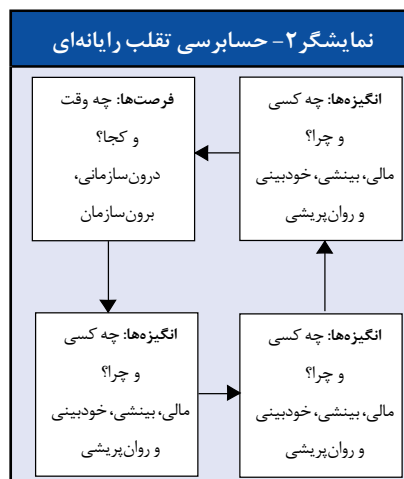 نمایشگر۲- حسابرسی تقلب رایانه‌ای
انگیزه‌ها: چه کسی
و چرا؟
مالی، بینشی، خودبینی
و روان‌پریشی
فرصت‌ها: چه وقت
و کجا؟
درون‌سازمانی،
برون‌سازمان
انگیزه‌ها: چه کسی
و چرا؟
مالی، بینشی، خودبینی
و روان‌پریشی
انگیزه‌ها: چه کسی
و چرا؟
مالی، بینشی، خودبینی
و روان‌پریشی